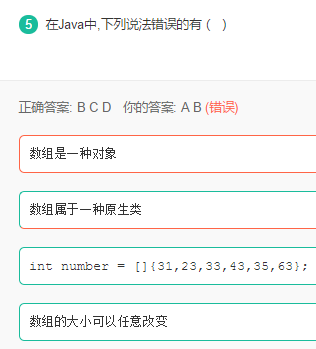 5 在Java中,下列说法错误的有 ( )
正确答案: B C D 你的答案: A B (错误)
数组是一种对象
数组属于一种原生类
int number = []{31,23,33,43,35,63};
数组的大小可以任意改变